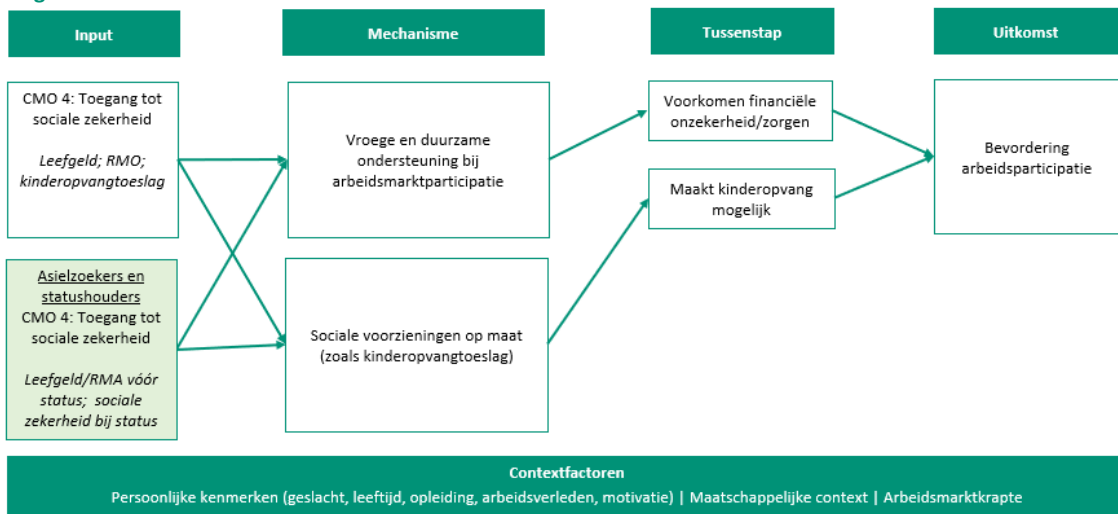 Input
Mechanisme
Tussenstap
Uitkomst
CMO 4: Toegang tot
sociale zekerheid
Leefgeld; RMO;
kinderopvangtoeslag
Vroege en duurzame
ondersteuning bij
arbeidsmarktparticipatie
Voorkomen financiële
onzekerheid/zorgen
Maakt kinderopvang
mogelijk
Bevordering
arbeidsparticipatie
Asielzoekers en
statushouders
CMO 4: Toegang tot
sociale zekerheid
Leefgeld/RMA vóór
status; sociale
zekerheid bij status
Sociale voorzieningen op maat
(zoals kinderopvangtoeslag)
Contextfactoren
Persoonlijke kenmerken (geslacht, leeftijd, opleiding, arbeidsverleden, motivatie) | Maatschappelijke context | Arbeidsmarktkrapte